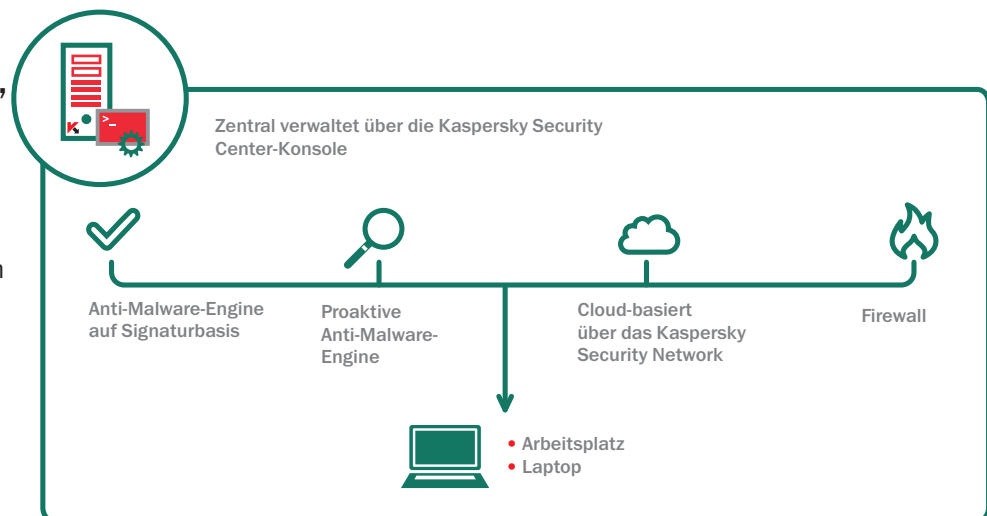 Zentral verwaltet über die Kaspersky Security
Center-Konsole
>_
Anti-Malware-Engine
auf Signaturbasis
Proaktive
Anti-Malware-
Engine
Cloud-basiert
über das Kaspersky
Security Network
Firewall
• Arbeitsplatz
• Laptop